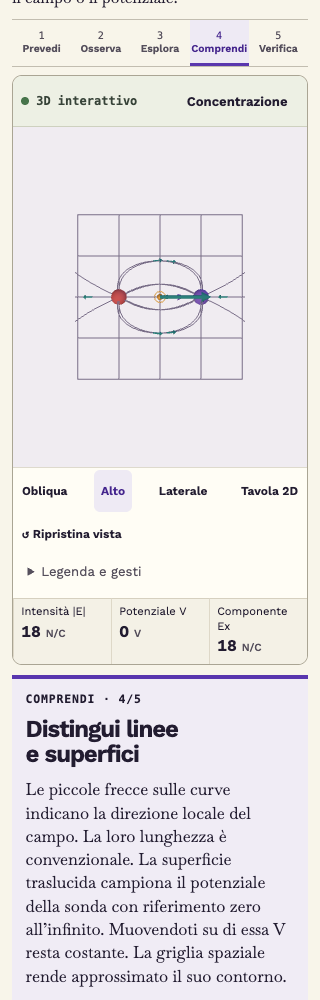 1
Prevedi
2
Osserva
3
Esplora
4
Comprendi
5
Verifica
3D interattivo
Concentrazione
Obliqua
Alto
Laterale
Tavola 2D
↺ Ripristina vista
▶ Legenda e gesti
Intensità |E|
18 N/C
Potenziale V
0 V
Componente
Ex
18 N/C
COMPRENDI · 4/5
Distingui linee
e superfici
Le piccole frecce sulle curve
indicano la direzione locale del
campo. La loro lunghezza è
convenzionale. La superficie
traslucida campiona il potenziale
della sonda con riferimento zero
all’infinito. Muovendoti su di essa V
resta costante. La griglia spaziale
rende approssimato il suo contorno.